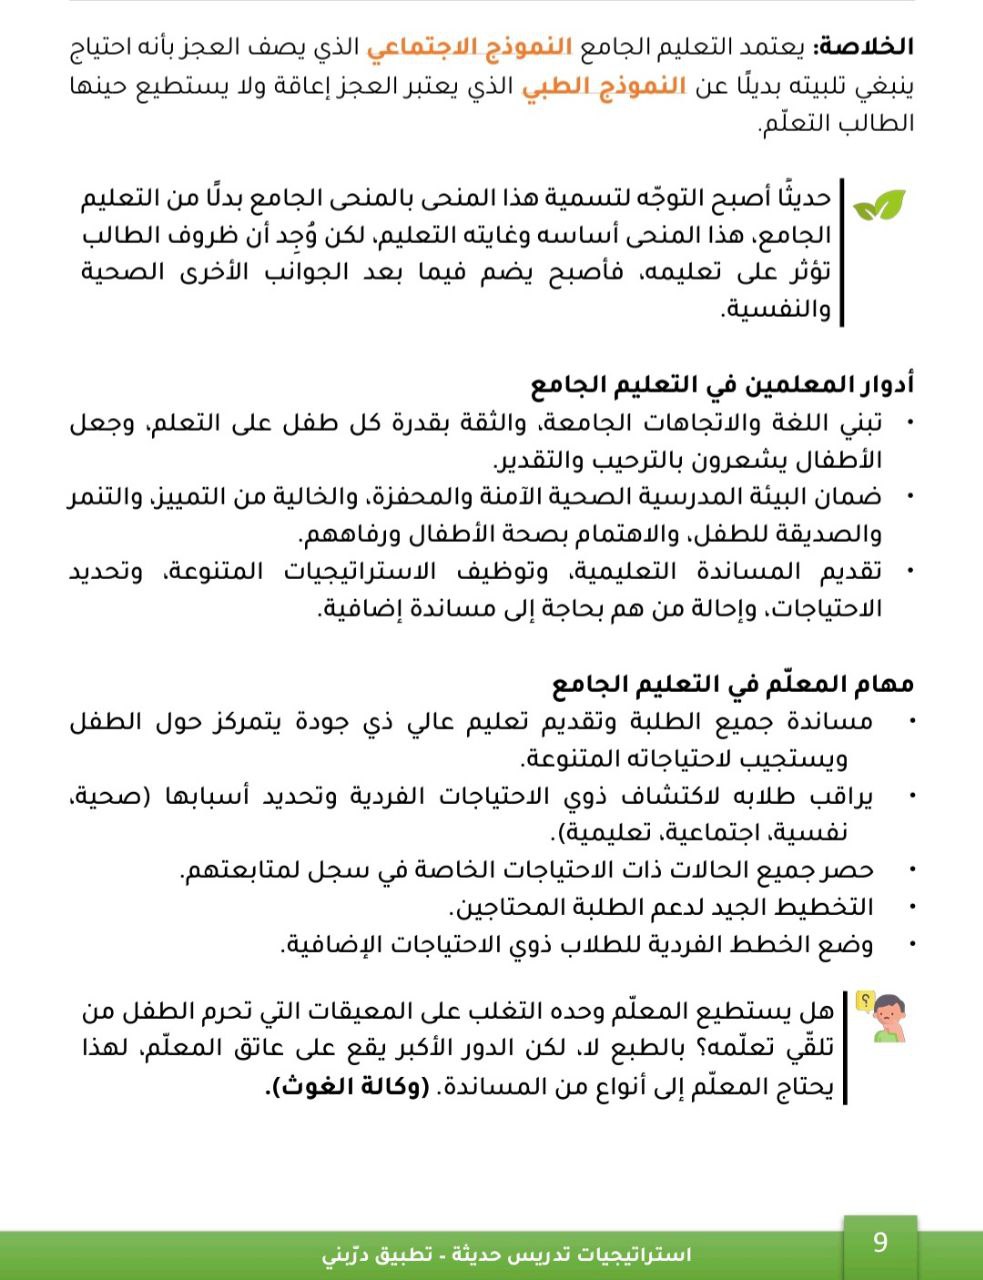 الخلاصة: يعتمد التعليم الجامع النموذج الاجتماعي الذي يصف العجز بأنه احتياج
ينبغي تلبيته بديلًا عن النموذج الطبي الذي يعتبر العجز إعاقة ولا يستطيع حينها
الطالب التعلّم.
حديثًا أصبح التوجّه لتسمية هذا المنحى بالمنحى الجامع بدلًا من التعليم
الجامع، هذا المنحى أساسه وغايته التعليم، لكن وُجِد أن ظروف الطالب
تؤثر على تعليمه، فأصبح يضم فيما بعد الجوانب الأخرى الصحية
والنفسية.
أدوار المعلمين في التعليم الجامع
• تبني اللغة والاتجاهات الجامعة، والثقة بقدرة كل طفل على التعلم، وجعل
الأطفال يشعرون بالترحيب والتقدير.
• ضمان البيئة المدرسية الصحية الآمنة والمحفزة، والخالية من التمييز، والتنمر
والصديقة للطفل، والاهتمام بصحة الأطفال ورفاههم.
• تقديم المساندة التعليمية، وتوظيف الاستراتيجيات المتنوعة، وتحديد
الاحتياجات، وإحالة من هم بحاجة إلى مساندة إضافية.
مهام المعلّم في التعليم الجامع
• مساندة جميع الطلبة وتقديم تعليم عالي ذي جودة يتمركز حول الطفل
ويستجيب لاحتياجاته المتنوعة.
• يراقب طلابه لاكتشاف ذوي الاحتياجات الفردية وتحديد أسبابها (صحية،
نفسية، اجتماعية، تعليمية).
• حصر جميع الحالات ذات الاحتياجات الخاصة في سجل لمتابعتهم.
• التخطيط الجيد لدعم الطلبة المحتاجين.
• وضع الخطط الفردية للطلاب ذوي الاحتياجات الإضافية.
؟
هل يستطيع المعلّم وحده التغلب على المعيقات التي تحرم الطفل من
تلقّي تعلّمه؟ بالطبع لا، لكن الدور الأكبر يقع على عاتق المعلّم، لهذا
يحتاج المعلّم إلى أنواع من المساندة. (وكالة الغوث).
9
استراتيجيات تدريس حديثة - تطبيق درّبني